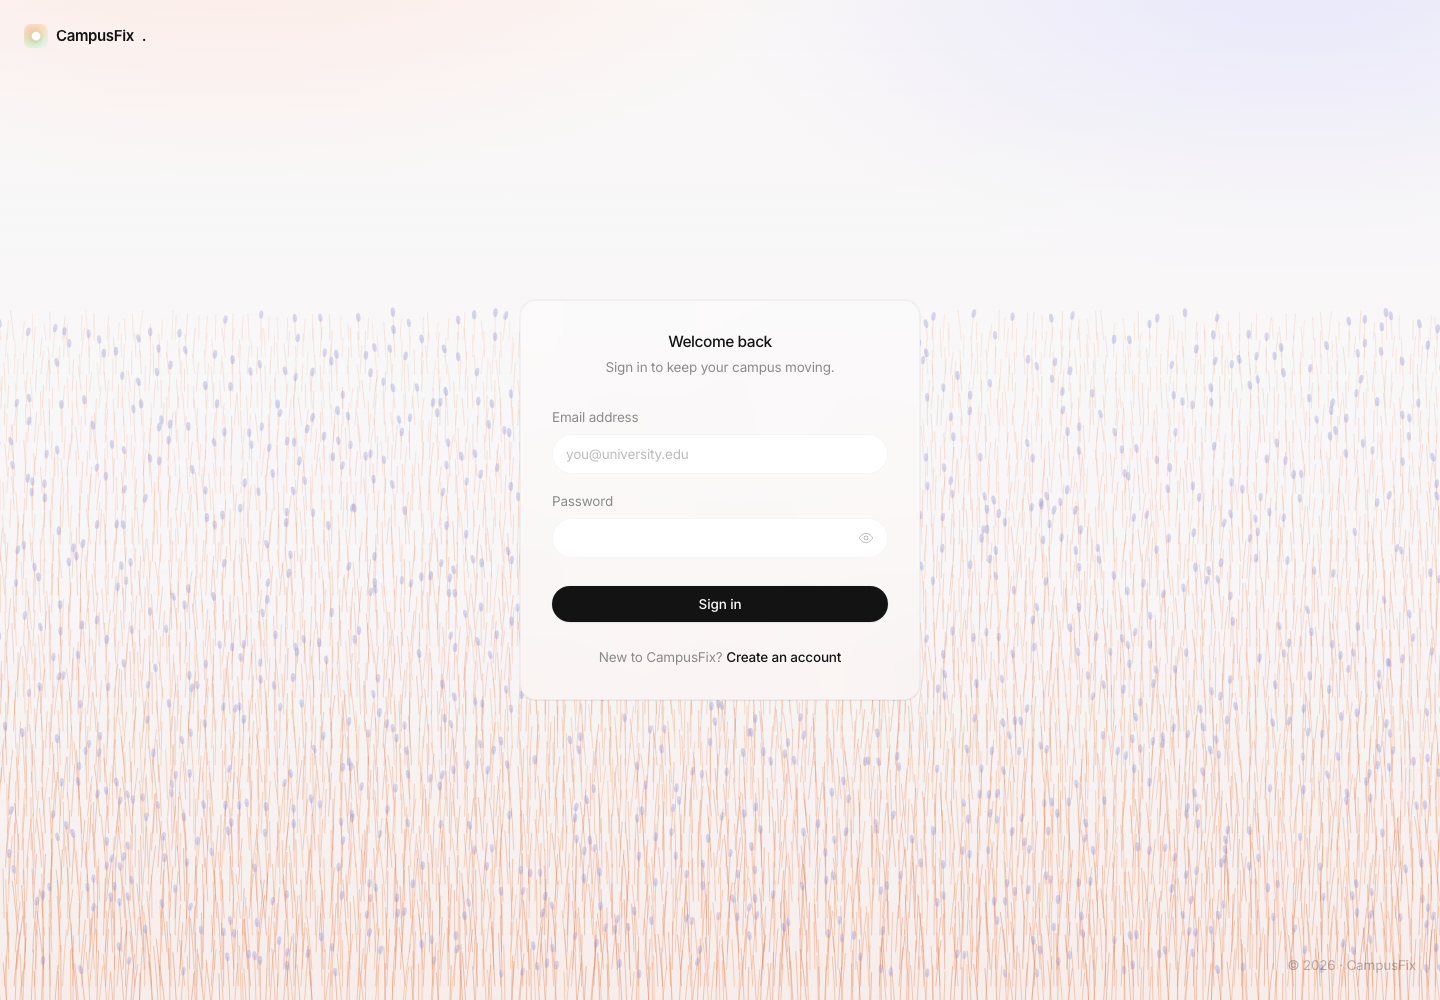 CampusFix .
Welcome back
Sign in to keep your campus moving.
Email address
you@university.edu
Password
Sign in
New to CampusFix? Create an account
© 2026 · CampusFix